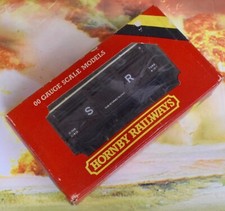 00 GAUGE SCALE MODELS
S R
HORNBY RAILWAYS